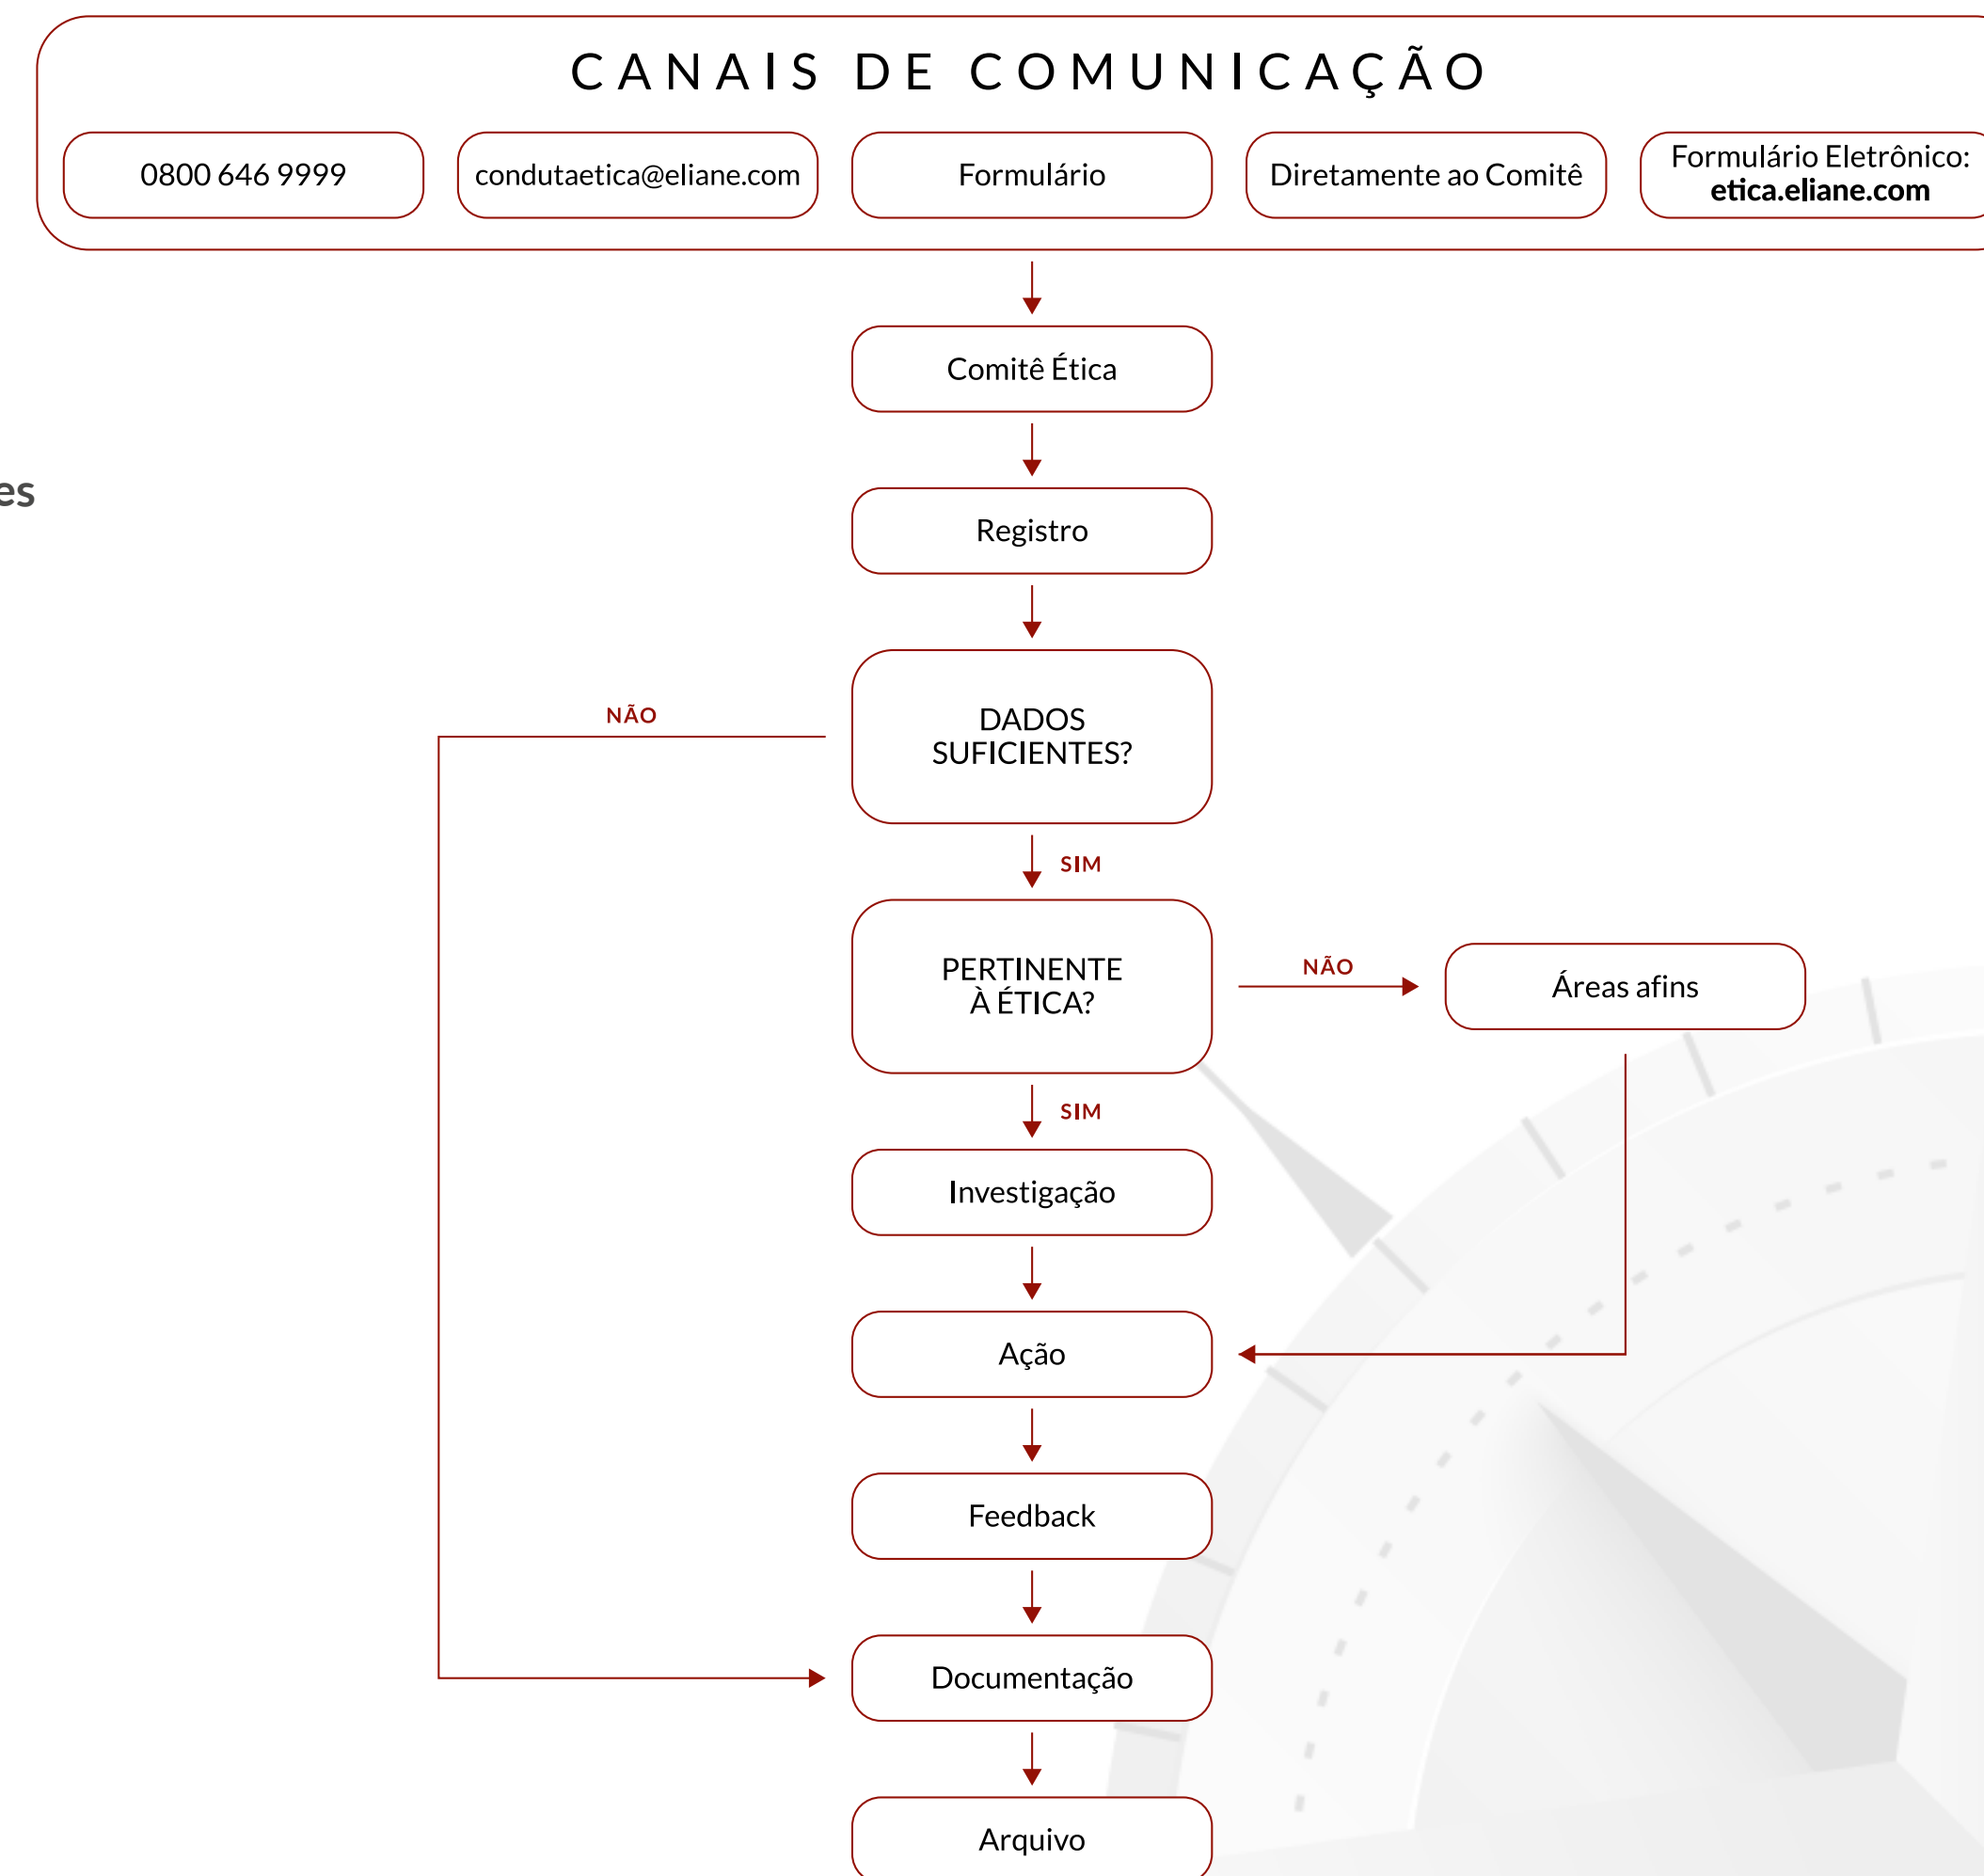 CANAIS DE COMUNICAÇÃO
0800 646 9999
condutaetica@eliane.com
Formulário
Diretamente ao Comitê
Formulário Eletrônico:
etica.eliane.com
Comitê Ética
Registro
es
DADOS
SUFICIENTES?
NÃO
SIM
PERTINENTE
À ÉTICA?
NÃO
Áreas afins
SIM
Investigação
Ação
Feedback
Documentação
Arquivo